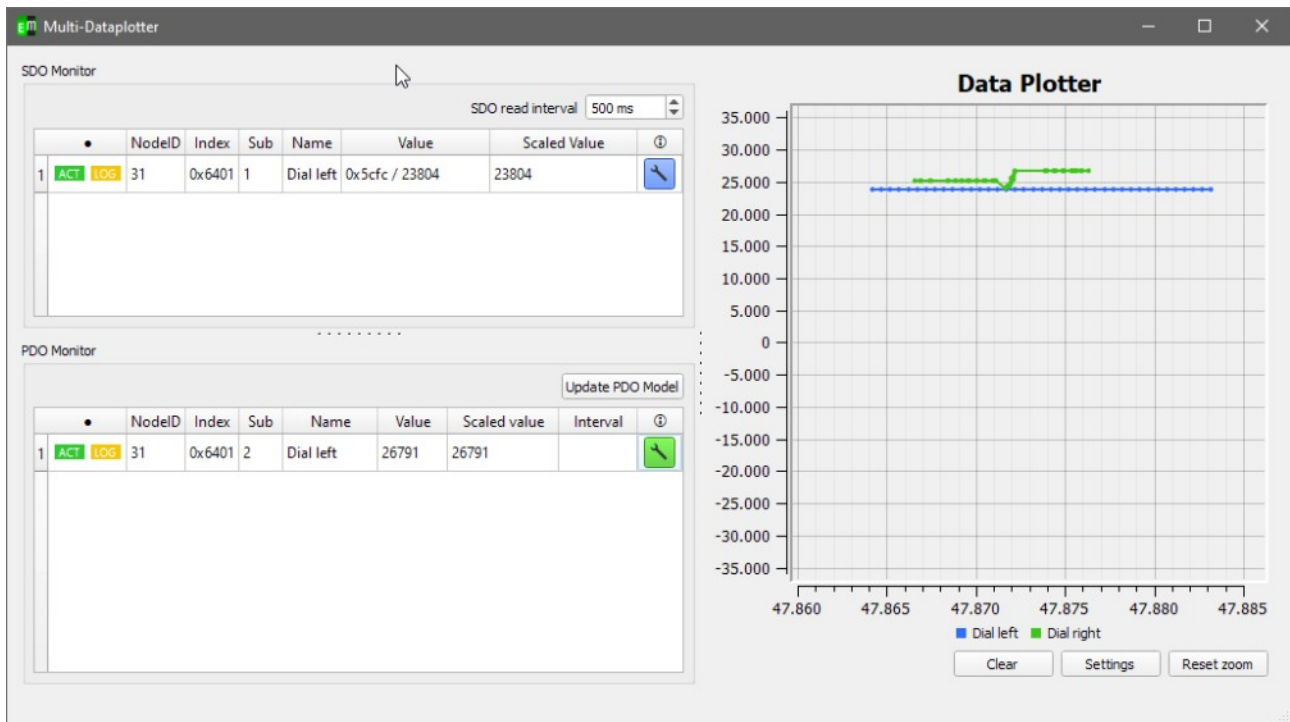 EM Multi-Dataplotter
SDO Monitor
SDO read interval 500 ms
• NodeID Index Sub Name Value Scaled Value ⓘ
1 ACT LOG 31 0x6401 1 Dial left 0x5cfc / 23804 23804
PDO Monitor
Update PDO Model
• NodeID Index Sub Name Value Scaled value Interval ⓘ
1 ACT LOG 31 0x6401 2 Dial left 26791 26791
Data Plotter
35.000
30.000
25.000
20.000
15.000
10.000
5.000
0
-5.000
-10.000
-15.000
-20.000
-25.000
-30.000
-35.000
47.860 47.865 47.870 47.875 47.880 47.885
Dial left Dial right
Clear Settings Reset zoom